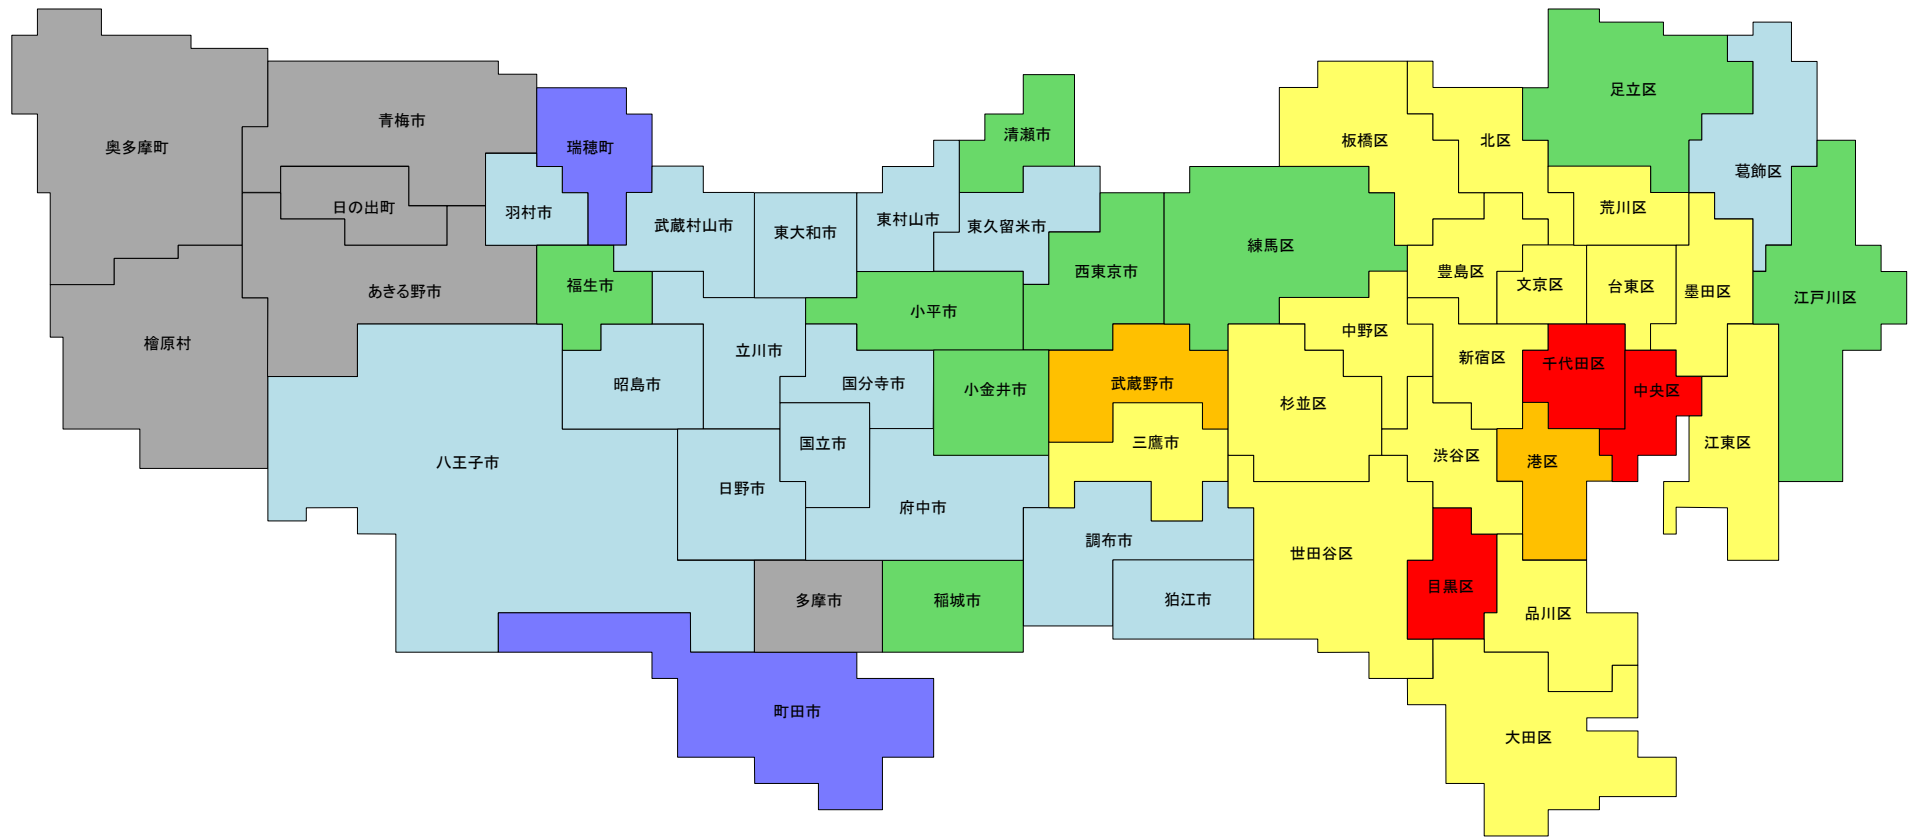 足立区
青梅市
板橋区
北区
清瀬市
奥多摩町
瑞穂町
葛飾区
日の出町
羽村市
荒川区
武蔵村山市
東大和市
東村山市
東久留米市
練馬区
西東京市
豊島区
文京区
台東区
墨田区
あきる野市
福生市
江戸川区
小平市
中野区
檜原村
立川市
新宿区
千代田区
昭島市
国分寺市
小金井市
武蔵野市
中央区
杉並区
国立市
三鷹市
江東区
八王子市
渋谷区
港区
日野市
府中市
調布市
世田谷区
目黒区
多摩市
稲城市
狛江市
品川区
町田市
大田区